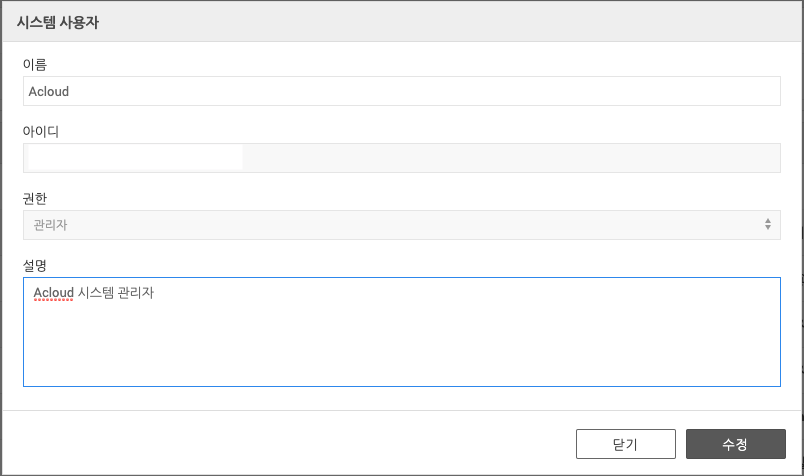 시스템 사용자
이름
Acloud
아이디
권한
관리자
설명
Acloud 시스템 관리자
닫기
수정